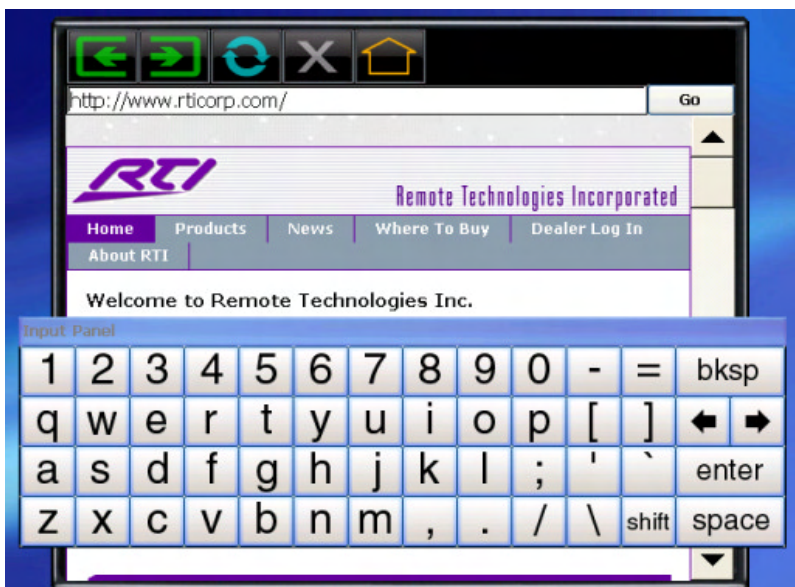 http://www.rticorp.com/ Go
RTI
Remote Technologies Incorporated
Home Products News Where To Buy Dealer Log In
About RTI
Welcome to Remote Technologies Inc.
Input Panel
1 2 3 4 5 6 7 8 9 0 - = bksp
q w e r t y u i o p [ ]
a s d f g h j k l ; ' ` enter
z x c v b n m , . / \ shift space